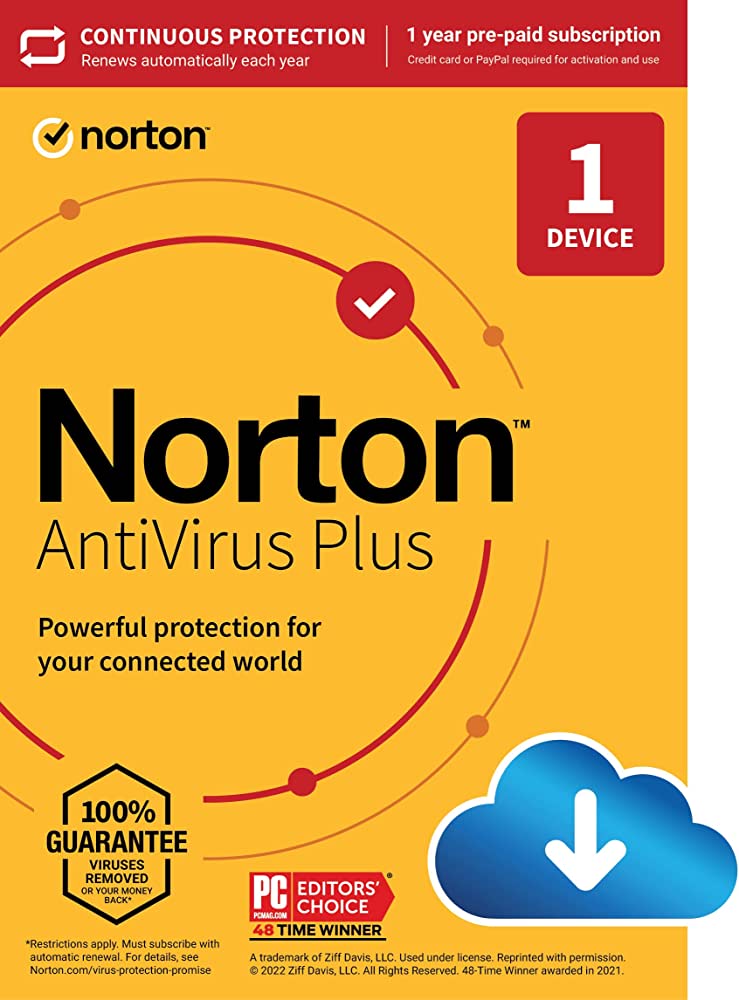 CONTINUOUS PROTECTION
Renews automatically each year
1 year pre-paid subscription
Credit card or PayPal required for activation and use
norton™
1
DEVICE
Norton™
AntiVirus Plus
Powerful protection for
your connected world
100%
GUARANTEE
VIRUSES
REMOVED
OR YOUR MONEY
BACK*
*Restrictions apply. Must subscribe with
automatic renewal. For details, see
Norton.com/virus-protection-promise
PC
PCMAG.COM
EDITORS'
CHOICE
®
48 TIME WINNER
A trademark of Ziff Davis, LLC. Used under license. Reprinted with permission.
© 2022 Ziff Davis, LLC. All Rights Reserved. 48-Time Winner awarded in 2021.